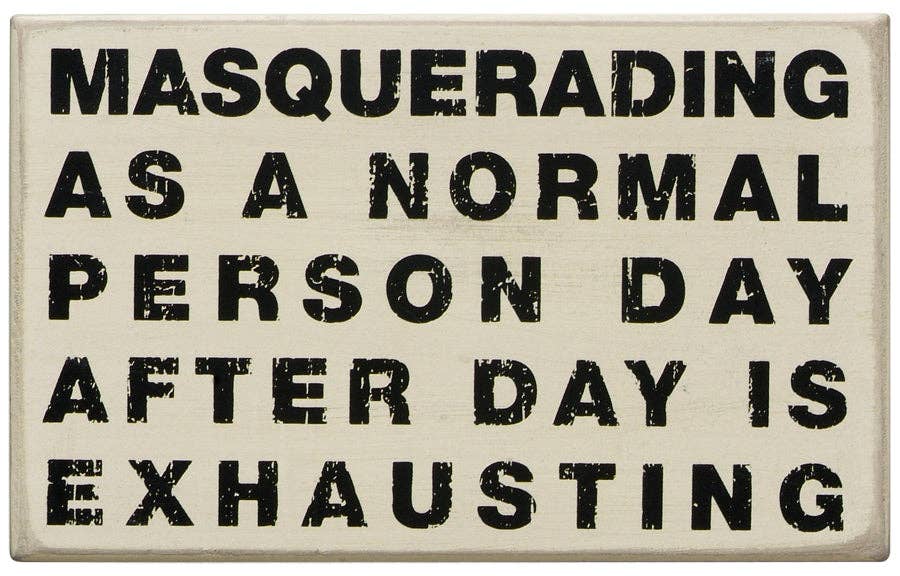 MASQUERADING
AS A NORMAL
PERSON DAY
AFTER DAY IS
EXHAUSTING